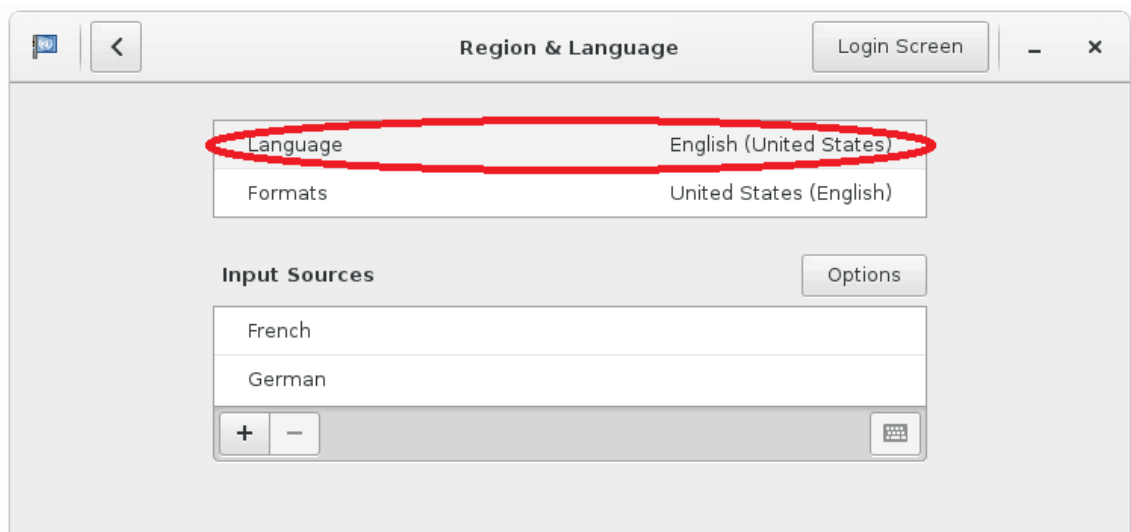 Region & Language
Login Screen
Language English (United States)
Formats United States (English)
Input Sources
Options
French
German